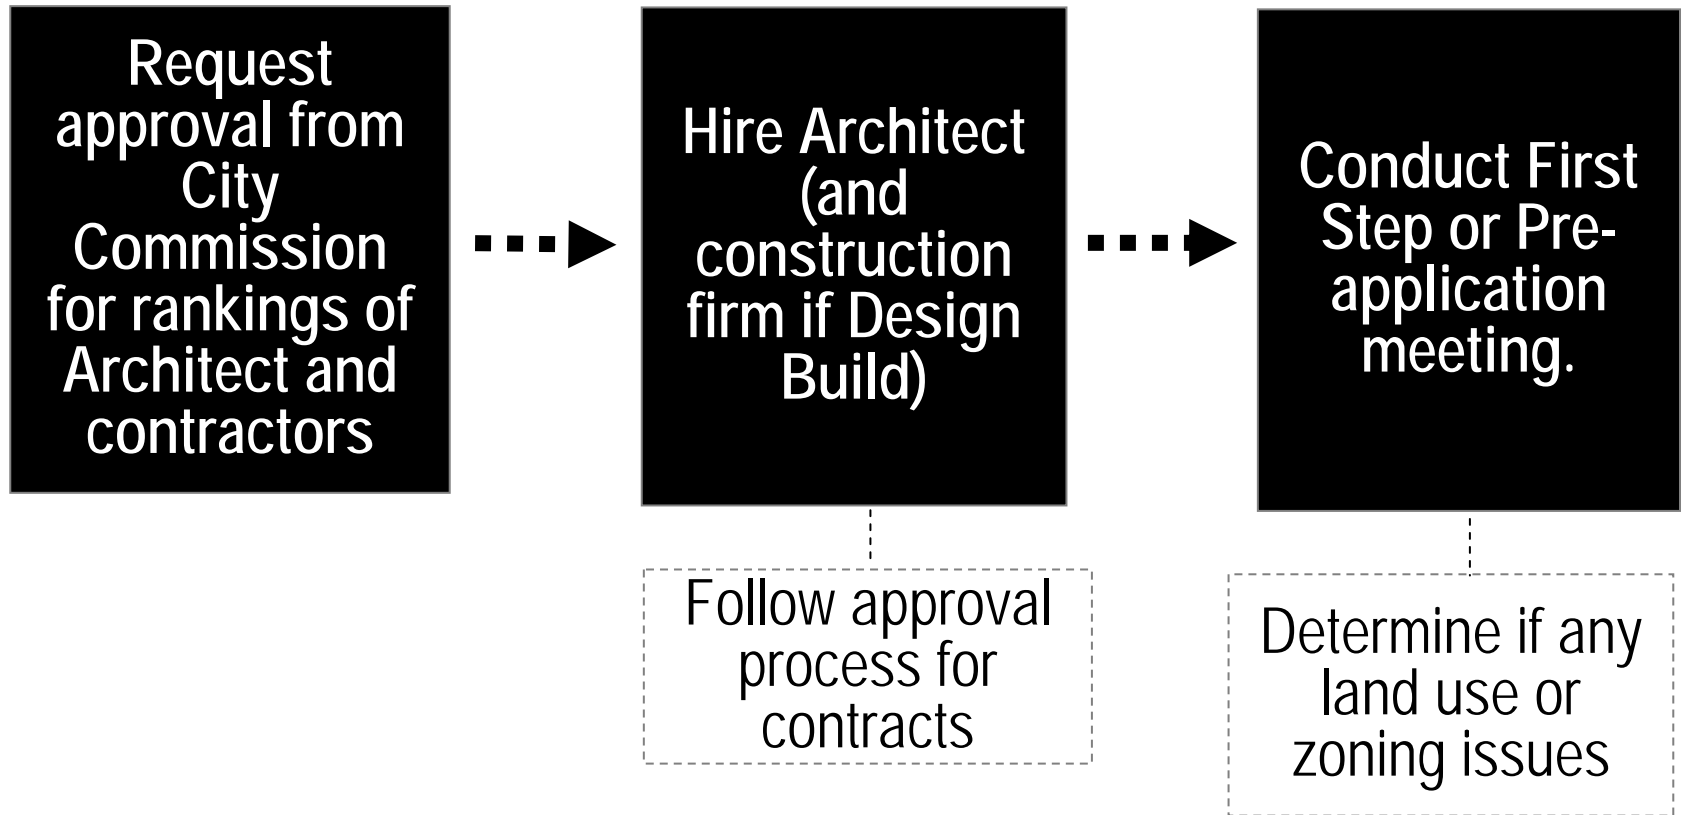 Request
approval from
City
Commission
for rankings of
Architect and
contractors
Hire Architect
(and
construction
firm if Design
Build)
Follow approval
process for
contracts
Conduct First
Step or Pre-
application
meeting.
Determine if any
land use or
zoning issues